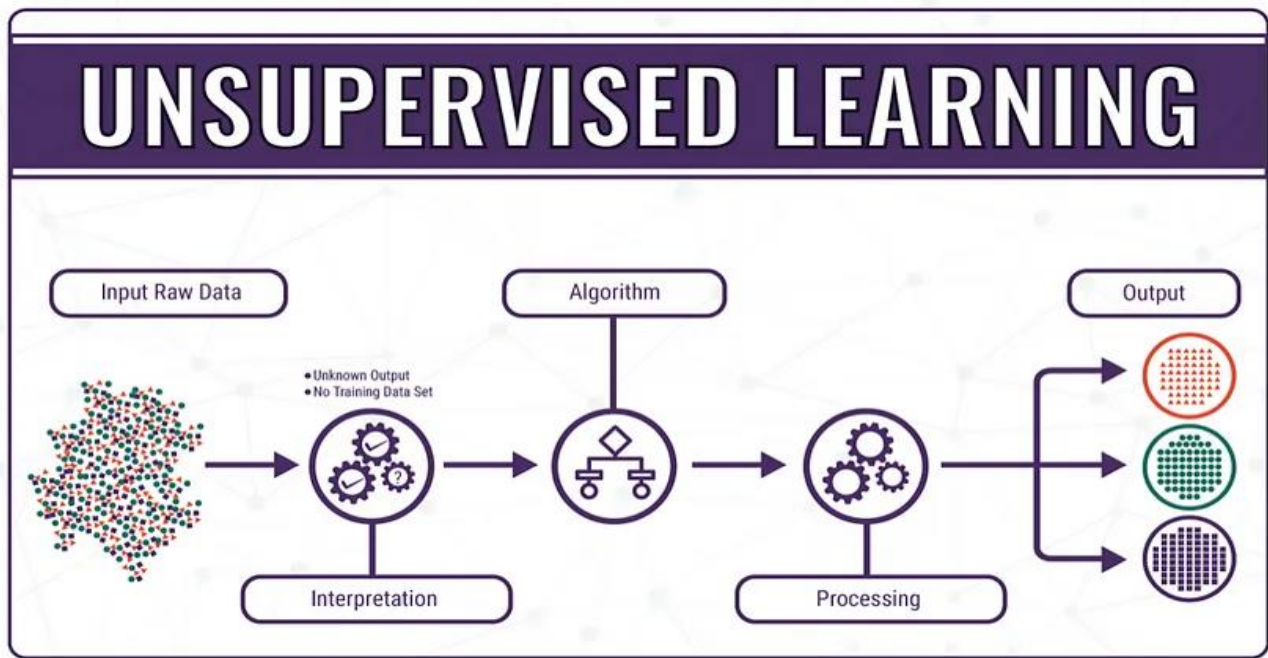 UNSUPERVISED LEARNING
Input Raw Data
Algorithm
Output
• Unknown Output
• No Training Data Set
?
Interpretation
Processing